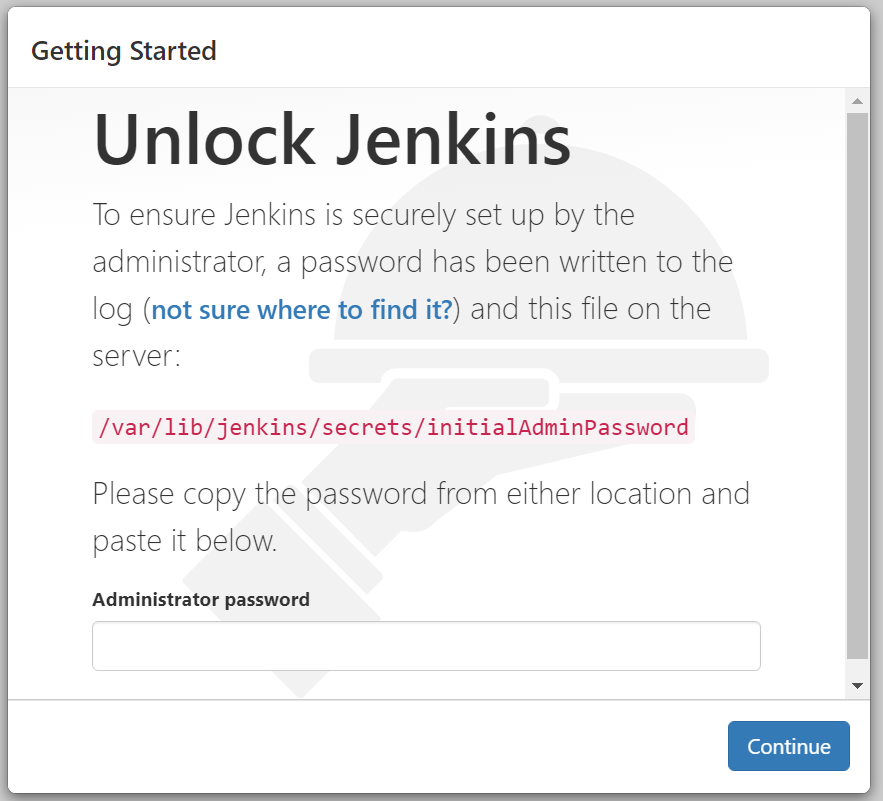 Getting Started
Unlock Jenkins
To ensure Jenkins is securely set up by the
administrator, a password has been written to the
log (not sure where to find it?) and this file on the
server:
/var/lib/jenkins/secrets/initialAdminPassword
Please copy the password from either location and
paste it below.
Administrator password
Continue